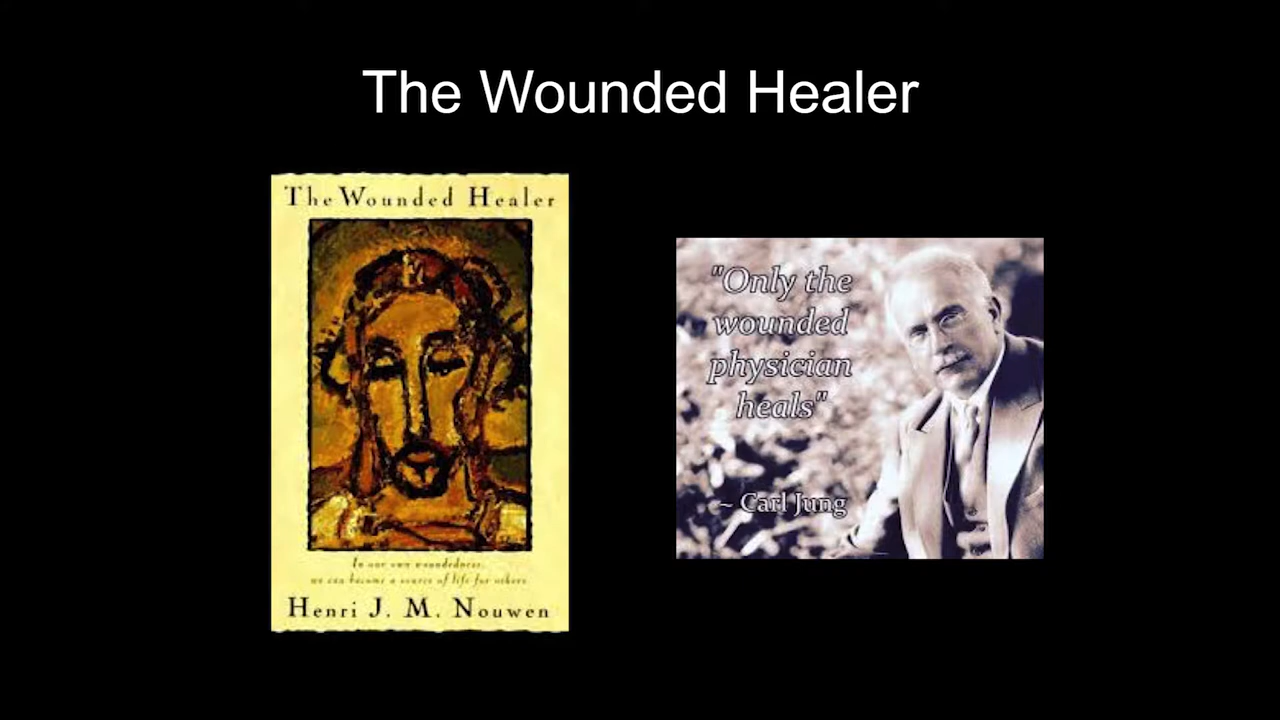 The Wounded Healer
The Wounded Healer
In our own woundedness,
we can become a source of life for others
Henri J. M. Nouwen
"Only the
wounded
physician
heals"
~ Carl Jung